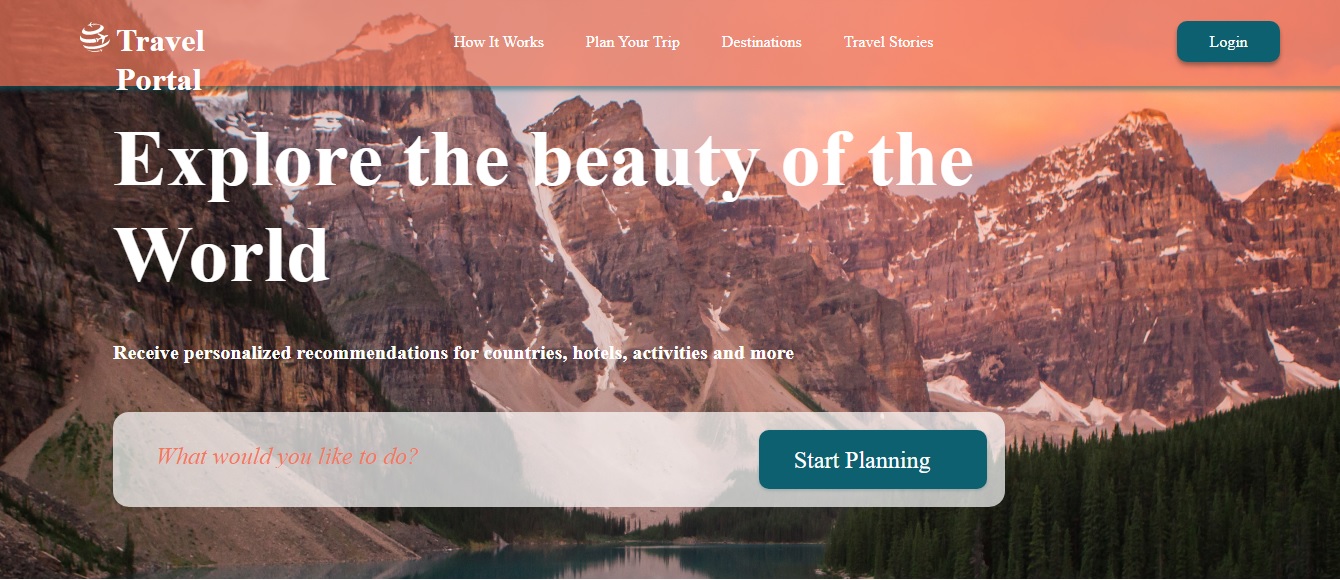 Travel
Portal
How It Works
Plan Your Trip
Destinations
Travel Stories
Login
Explore the beauty of the
World
Receive personalized recommendations for countries, hotels, activities and more
What would you like to do?
Start Planning